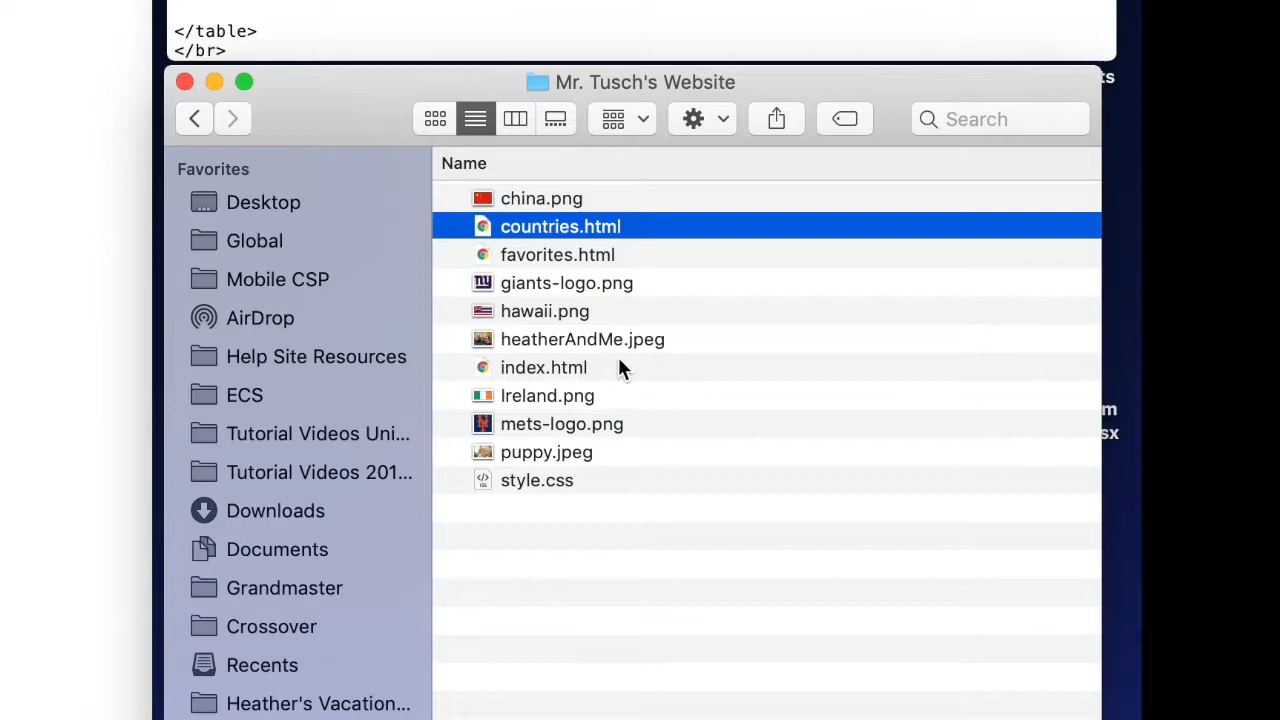 </table>
</br>
Mr. Tusch's Website
Search
Favorites
Desktop
Global
Mobile CSP
AirDrop
Help Site Resources
ECS
Tutorial Videos Uni...
Tutorial Videos 201...
Downloads
Documents
Grandmaster
Crossover
Recents
Heather's Vacation...
Name
china.png
countries.html
favorites.html
giants-logo.png
hawaii.png
heatherAndMe.jpeg
index.html
Ireland.png
mets-logo.png
puppy.jpeg
style.css
ts
m
sx